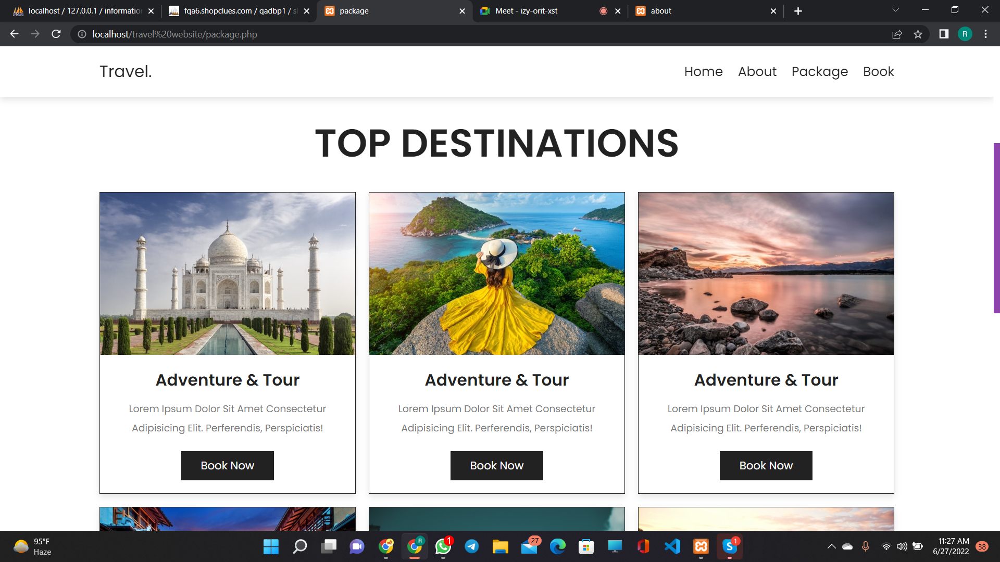 localhost / 127.0.0.1 / information
fqa6.shopclues.com / qadbp1 / sl
package
Meet - izy-orit-xst
about
localhost/travel%20website/package.php
R
Travel.
Home About Package Book
TOP DESTINATIONS
Adventure & Tour
Lorem Ipsum Dolor Sit Amet Consectetur
Adipisicing Elit. Perferendis, Perspiciatis!
Book Now
Adventure & Tour
Lorem Ipsum Dolor Sit Amet Consectetur
Adipisicing Elit. Perferendis, Perspiciatis!
Book Now
Adventure & Tour
Lorem Ipsum Dolor Sit Amet Consectetur
Adipisicing Elit. Perferendis, Perspiciatis!
Book Now
95°F
Haze
R
1
27
1
11:27 AM
6/27/2022
38